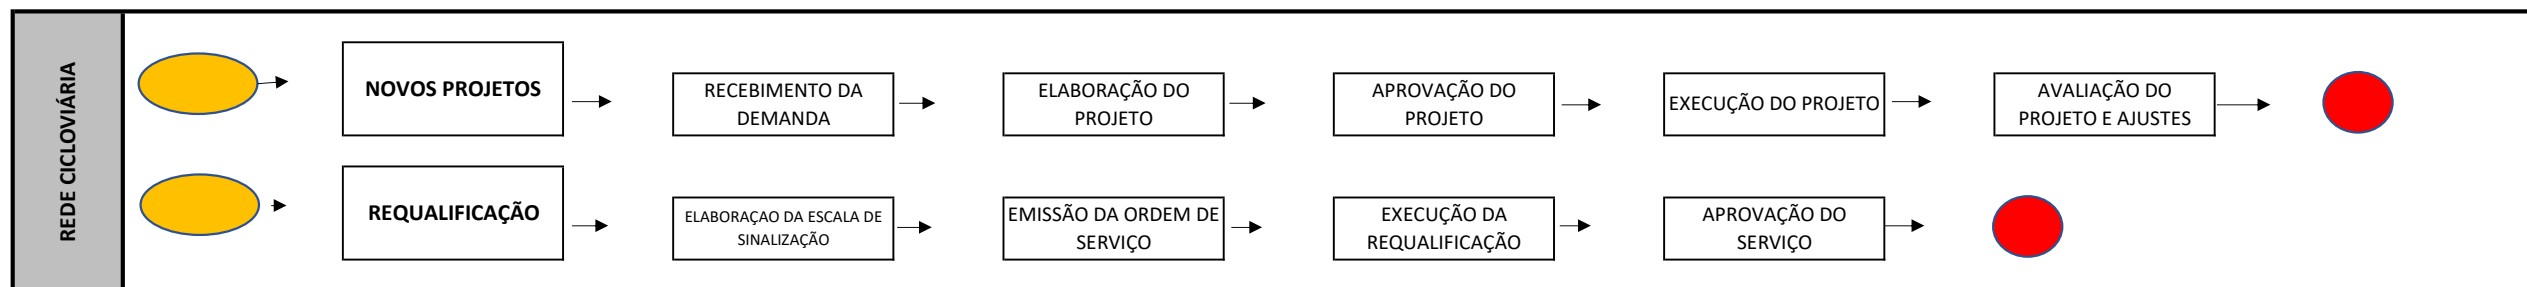 REDE CICLOVIÁRIA
NOVOS PROJETOS
RECEBIMENTO DA
DEMANDA
ELABORAÇÃO DO
PROJETO
APROVAÇÃO DO
PROJETO
EXECUÇÃO DO PROJETO
AVALIAÇÃO DO
PROJETO E AJUSTES
REQUALIFICAÇÃO
ELABORAÇAO DA ESCALA DE
SINALIZAÇÃO
EMISSÃO DA ORDEM DE
SERVIÇO
EXECUÇÃO DA
REQUALIFICAÇÃO
APROVAÇÃO DO
SERVIÇO